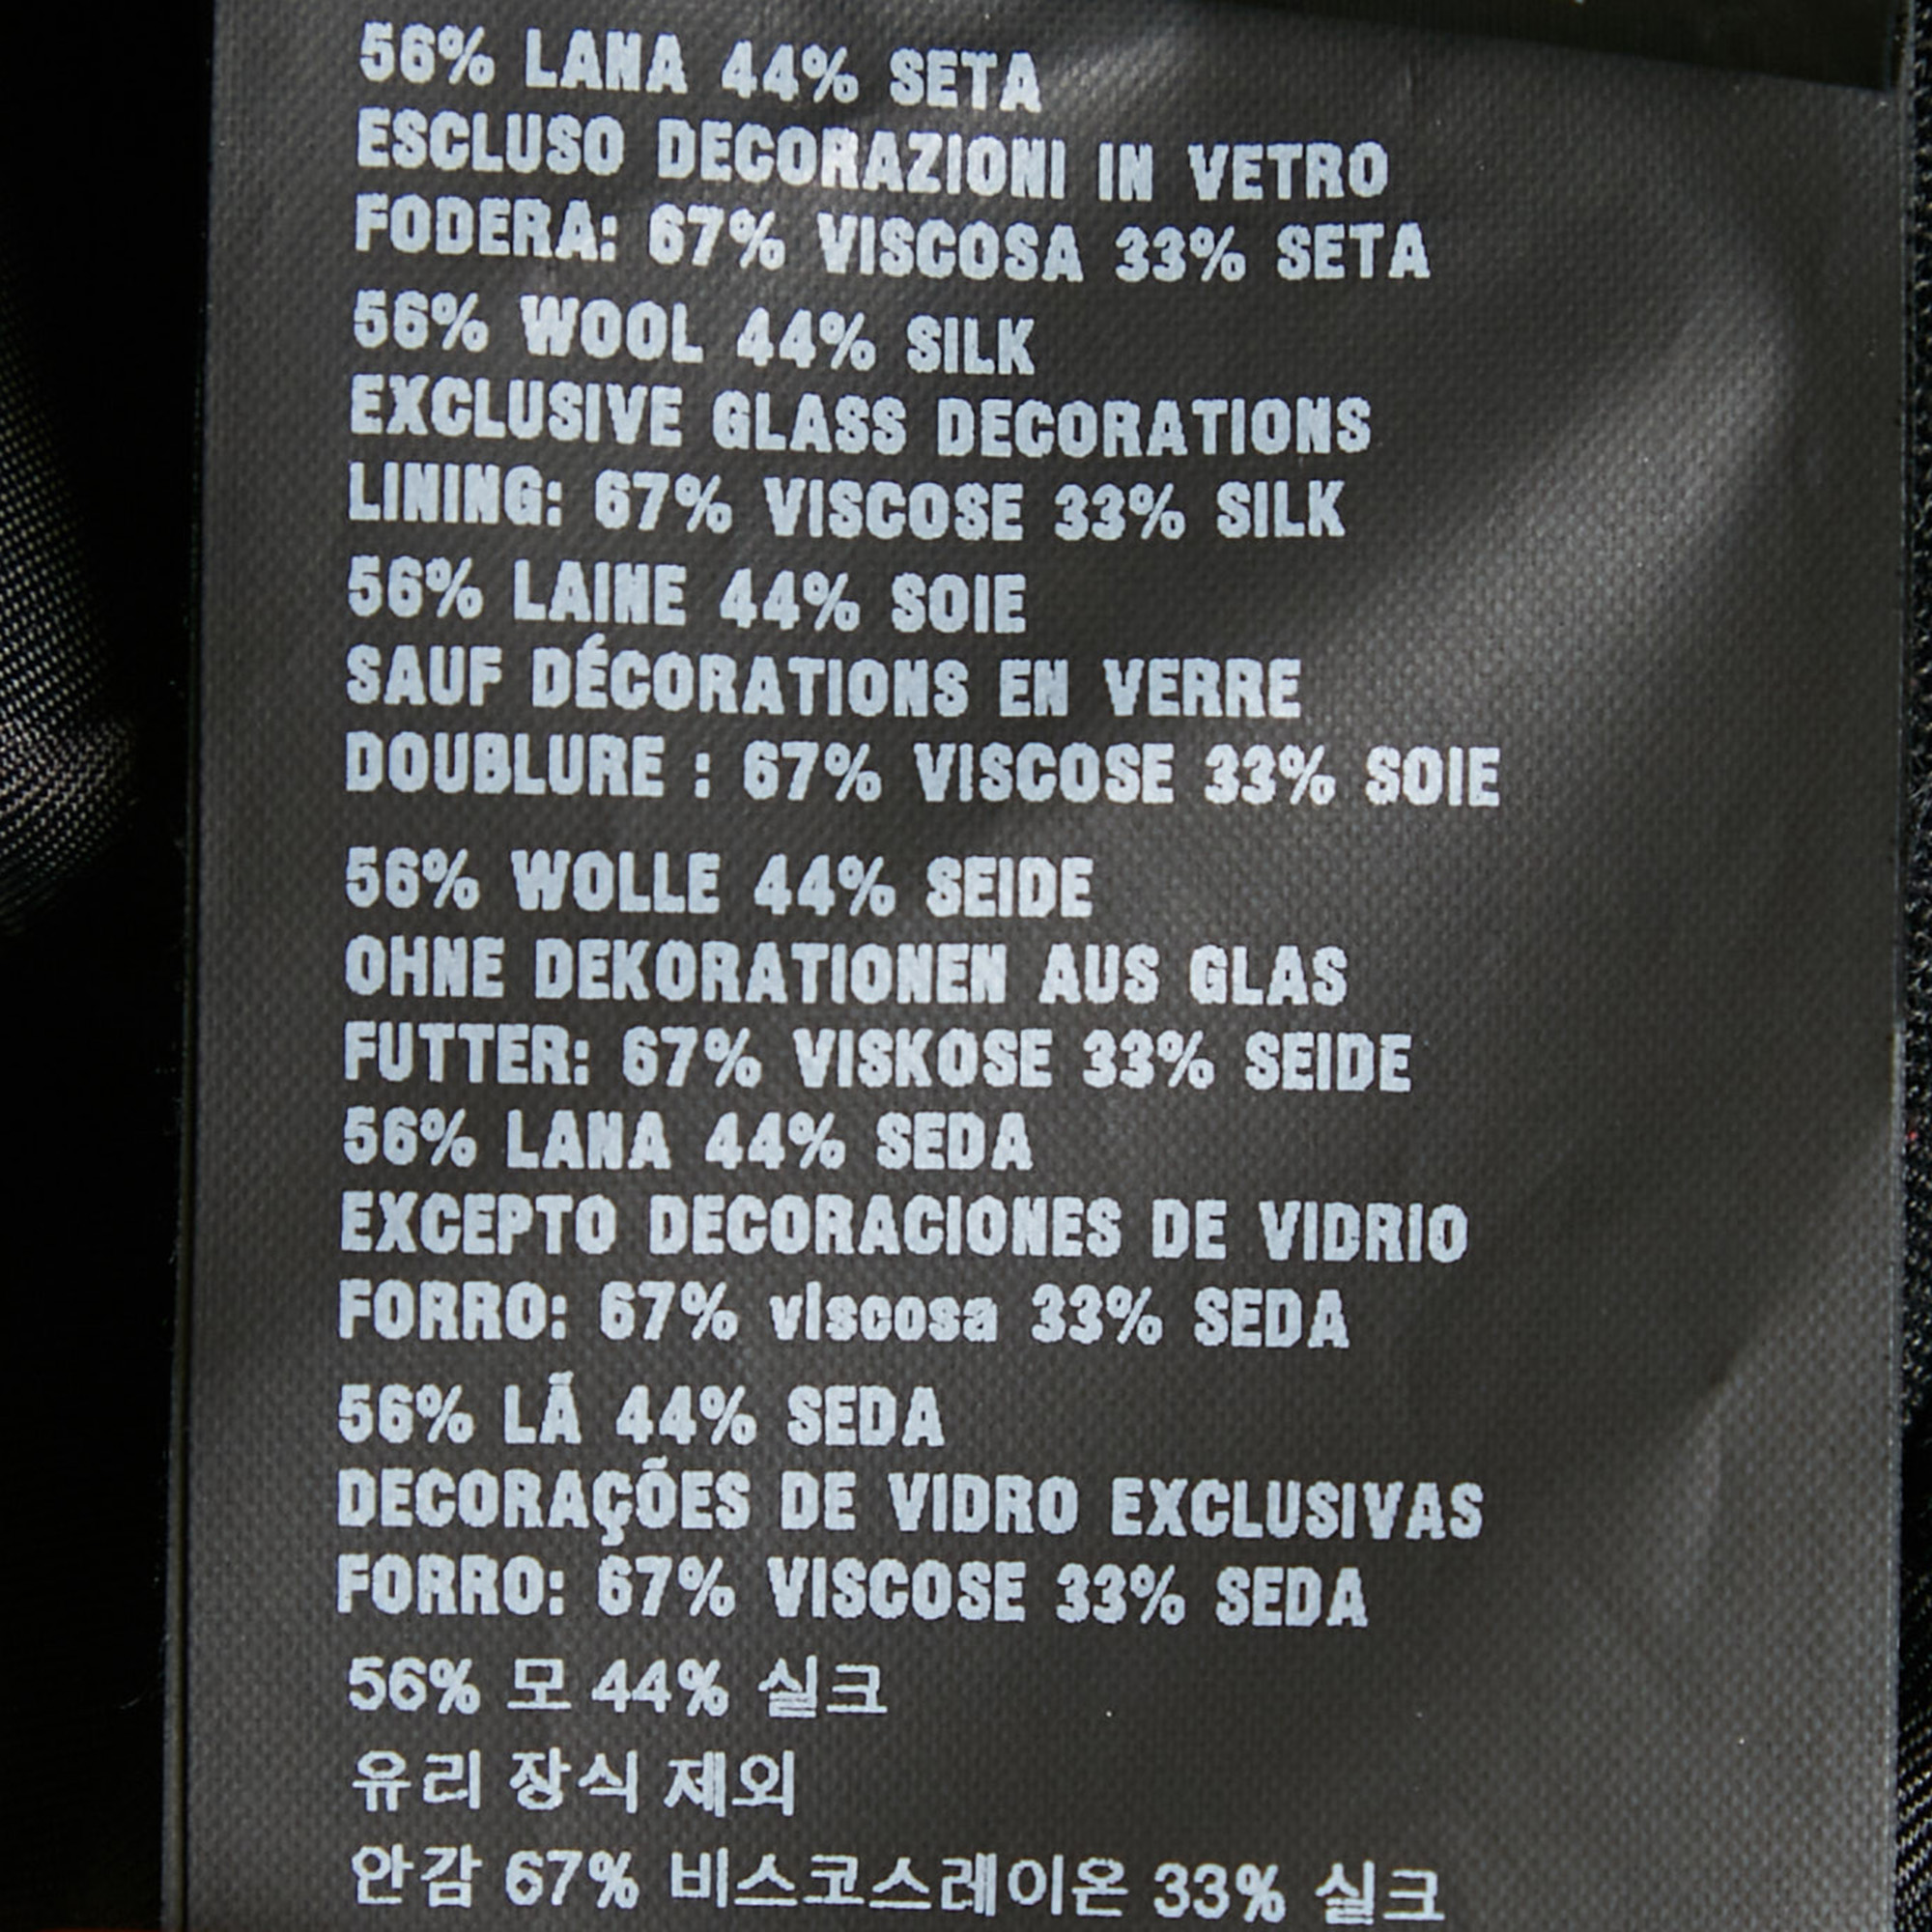 56% LANA 44% SETA
ESCLUSO DECORAZIONI IN VETRO
FODERA: 67% VISCOSA 33% SETA
56% WOOL 44% SILK
EXCLUSIVE GLASS DECORATIONS
LINING: 67% VISCOSE 33% SILK
56% LAINE 44% SOIE
SAUF DÉCORATIONS EN VERRE
DOUBLURE : 67% VISCOSE 33% SOIE
56% WOLLE 44% SEIDE
OHNE DEKORATIONEN AUS GLAS
FUTTER: 67% VISKOSE 33% SEIDE
56% LANA 44% SEDA
EXCEPTO DECORACIONES DE VIDRIO
FORRO: 67% viscosa 33% SEDA
56% LÃ 44% SEDA
DECORAÇÕES DE VIDRO EXCLUSIVAS
FORRO: 67% VISCOSE 33% SEDA
56% 모 44% 실크
유리 장식 제외
안감 67% 비스코스레이온 33% 실크